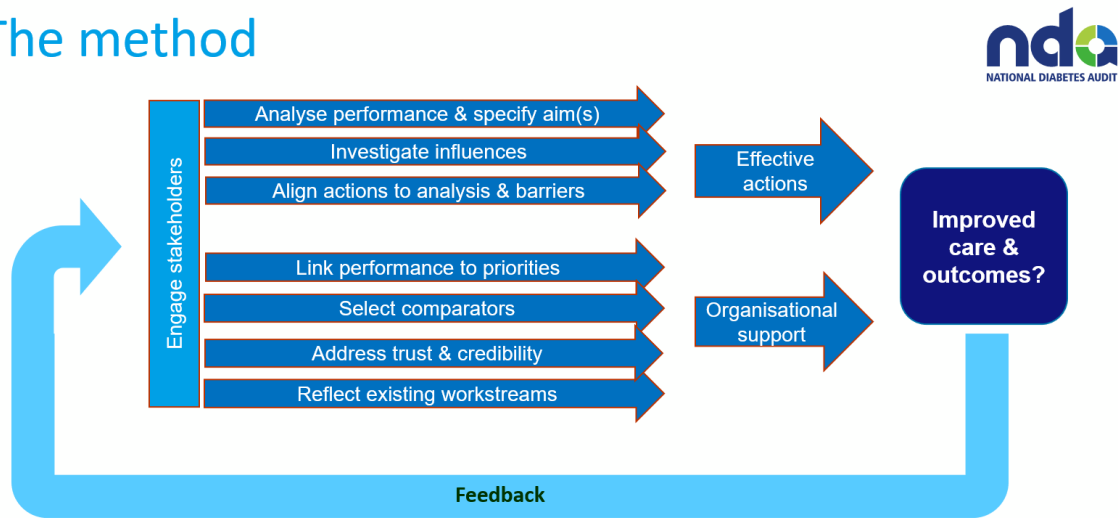 The method
nda
NATIONAL DIABETES AUDIT
Engage stakeholders
Analyse performance & specify aim(s)
Investigate influences
Align actions to analysis & barriers
Link performance to priorities
Select comparators
Address trust & credibility
Reflect existing workstreams
Effective
actions
Organisational
support
Improved
care &
outcomes?
Feedback